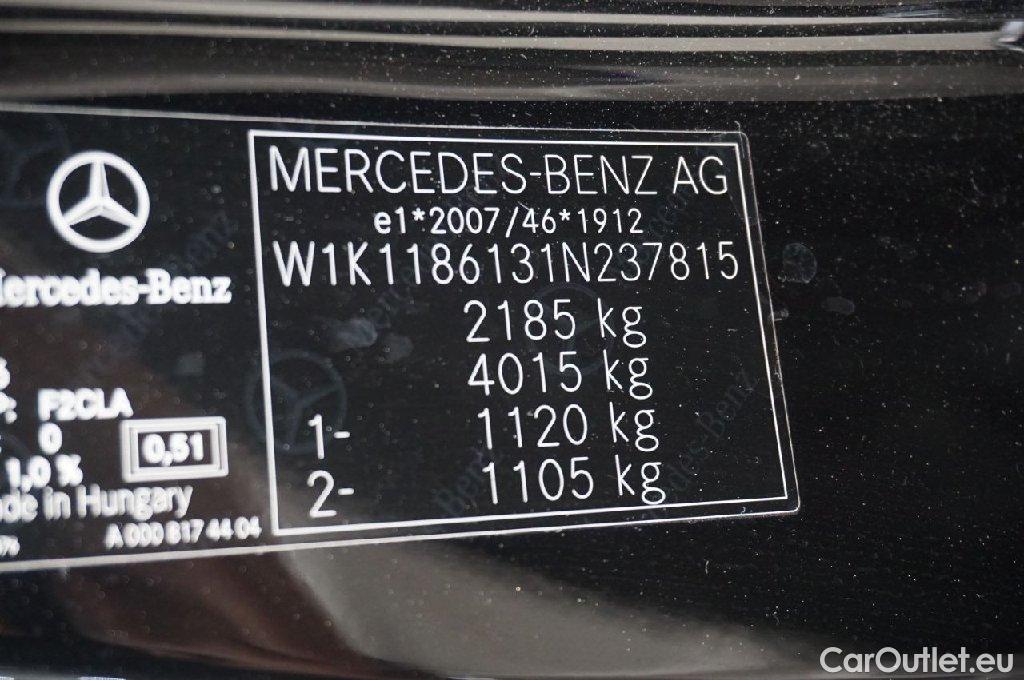 MERCEDES-BENZ AG
e1*2007/46*1912
W1K1186131N237815
2185 kg
4015 kg
1- 1120 kg
2- 1105 kg
Mercedes-Benz
F2CLA
0
1,0 % 0,51
Made in Hungary
A 000 817 44 04
CarOutlet.eu